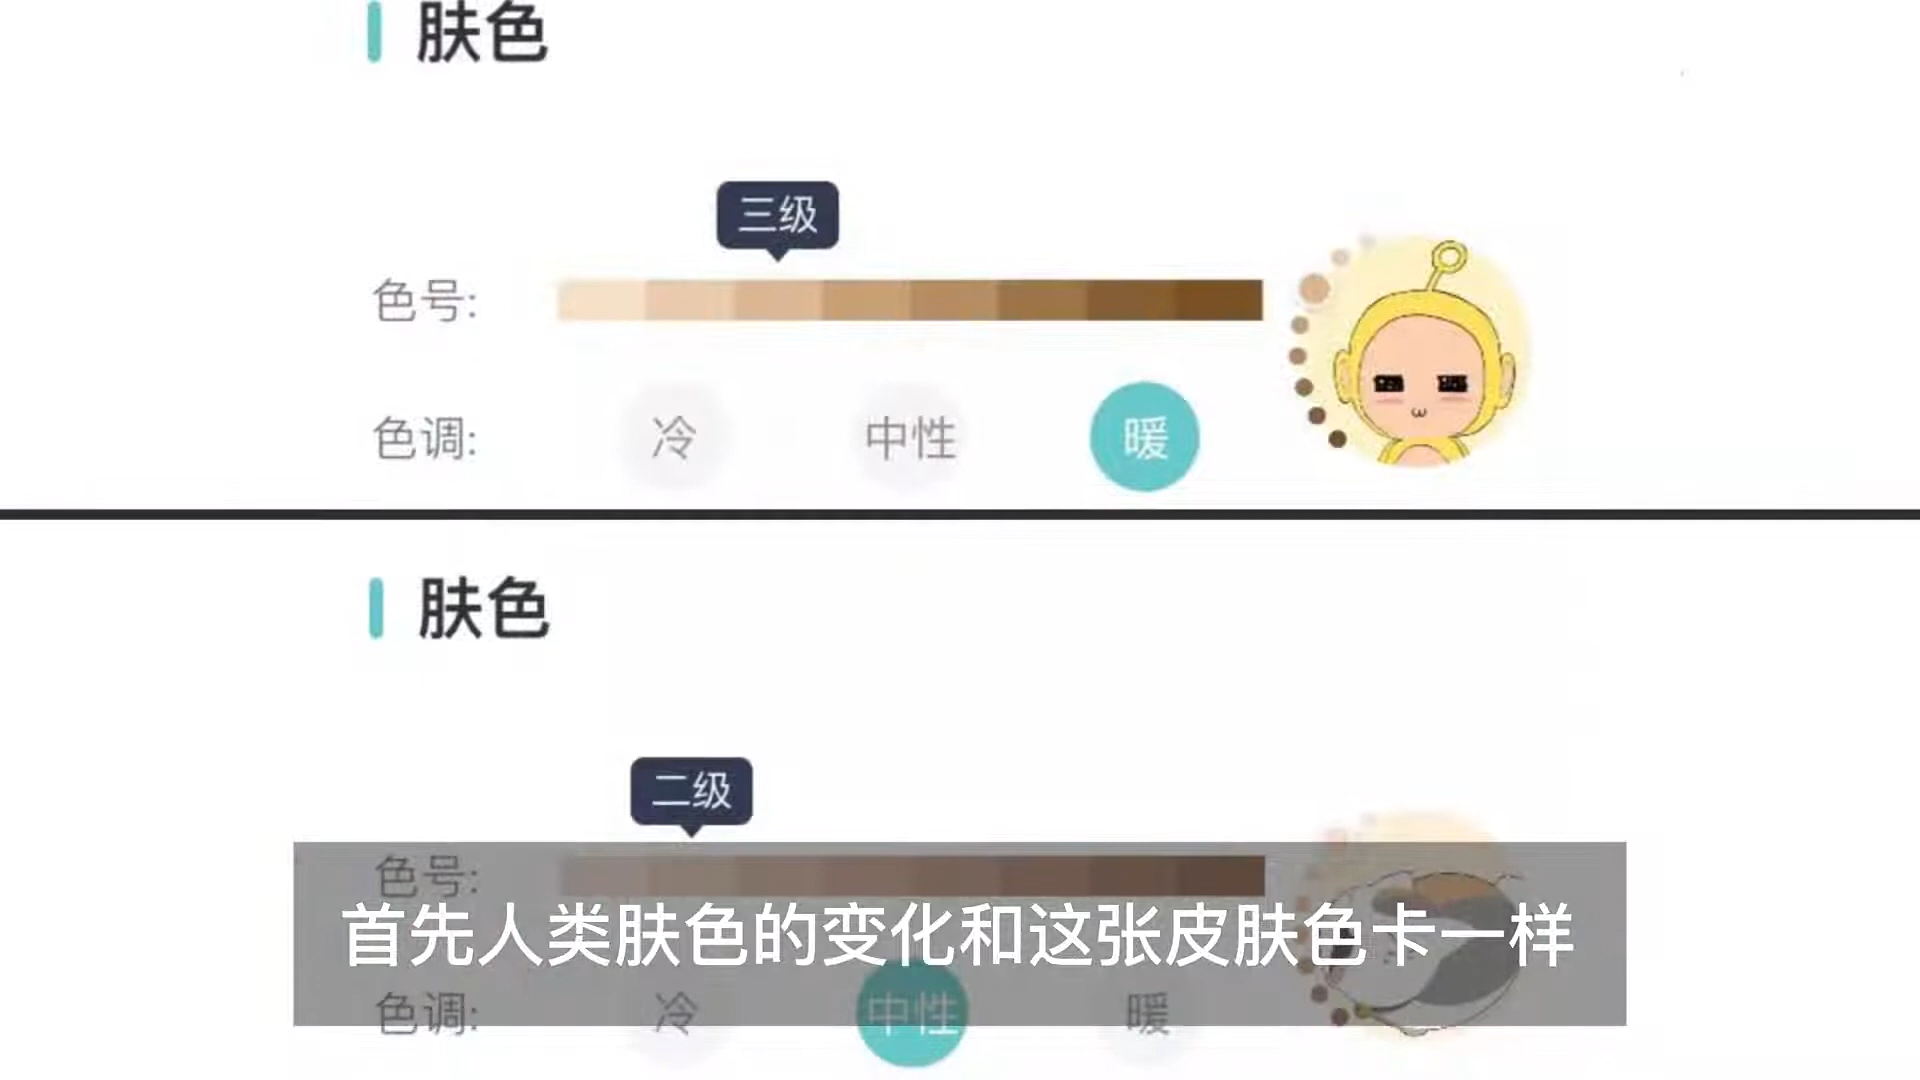 肤色
三级
色号:
色调: 冷 中性 暖
肤色
二级
色号:
首先人类肤色的变化和这张皮肤色卡一样
色调: 冷 中性 暖